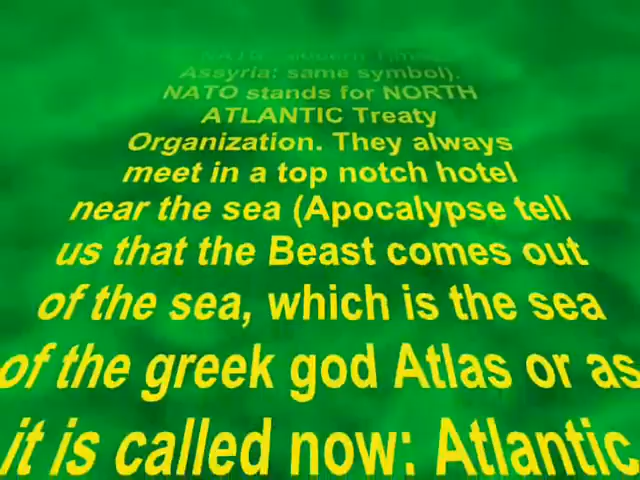 Assyria: same symbol).
NATO stands for NORTH
ATLANTIC Treaty
Organization. They always
meet in a top notch hotel
near the sea (Apocalypse tell
us that the Beast comes out
of the sea, which is the sea
of the greek god Atlas or as
it is called now: Atlantic